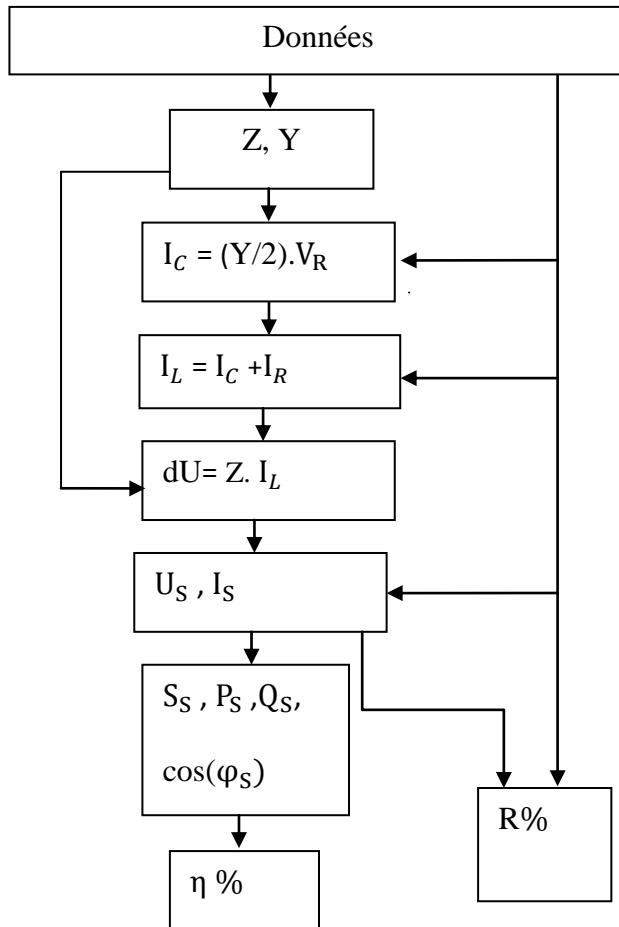 Données
Z, Y
I_C = (Y/2).V_R
I_L = I_C +I_R
dU= Z. I_L
U_S , I_S
S_S , P_S ,Q_S,
cos(φ_S)
R%
η %